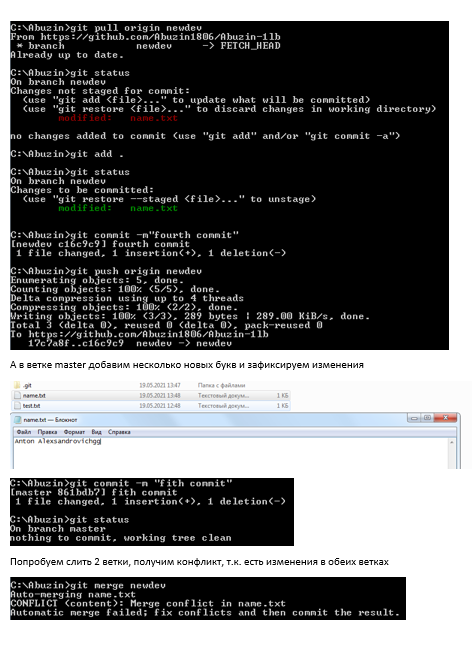 C:\Abuzin>git pull origin newdev
From https://github.com/Abuzin1806/Abuzin-1lb
 * branch            newdev     -> FETCH_HEAD
Already up to date.
C:\Abuzin>git status
On branch newdev
Changes not staged for commit:
  (use "git add <file>..." to update what will be committed)
  (use "git restore <file>..." to discard changes in working directory)
        modified:   name.txt
no changes added to commit (use "git add" and/or "git commit -a")
C:\Abuzin>git add .
C:\Abuzin>git status
On branch newdev
Changes to be committed:
  (use "git restore --staged <file>..." to unstage)
        modified:   name.txt
C:\Abuzin>git commit -m"fourth commit"
[newdev c16c9c9] fourth commit
 1 file changed, 1 insertion(+), 1 deletion(-)
C:\Abuzin>git push origin newdev
Enumerating objects: 5, done.
Counting objects: 100% (5/5), done.
Delta compression using up to 4 threads
Compressing objects: 100% (2/2), done.
Writing objects: 100% (3/3), 289 bytes | 289.00 KiB/s, done.
Total 3 (delta 0), reused 0 (delta 0), pack-reused 0
To https://github.com/Abuzin1806/Abuzin-1lb
   17c7a8f..c16c9c9  newdev -> newdev
А в ветке master добавим несколько новых букв и зафиксируем изменения
.git 19.05.2021 13:47 Папка с файлами
name.txt 19.05.2021 13:48 Текстовый докум... 1 КБ
test.txt 19.05.2021 12:48 Текстовый докум... 1 КБ
name.txt — Блокнот
Файл Правка Формат Вид Справка
Anton Alexsandrovichgg
C:\Abuzin>git commit -m "fith commit"
[master 861bdb7] fith commit
 1 file changed, 1 insertion(+), 1 deletion(-)
C:\Abuzin>git status
On branch master
nothing to commit, working tree clean
Попробуем слить 2 ветки, получим конфликт, т.к. есть изменения в обеих ветках
C:\Abuzin>git merge newdev
Auto-merging name.txt
CONFLICT (content): Merge conflict in name.txt
Automatic merge failed; fix conflicts and then commit the result.